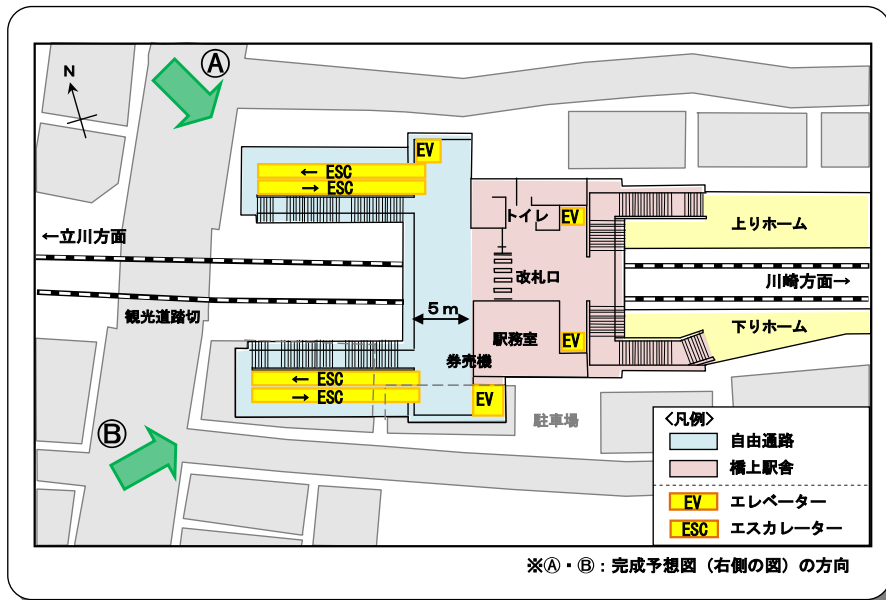 Ⓐ
N
EV
← ESC
→ ESC
トイレ
EV
上りホーム
←立川方面
改札口
川崎方面→
観光道踏切
5m
駅務室
EV
下りホーム
券売機
← ESC
→ ESC
EV
駐車場
Ⓑ
<凡例>
自由通路
橋上駅舎
EV エレベーター
ESC エスカレーター
※Ⓐ・Ⓑ：完成予想図（右側の図）の方向